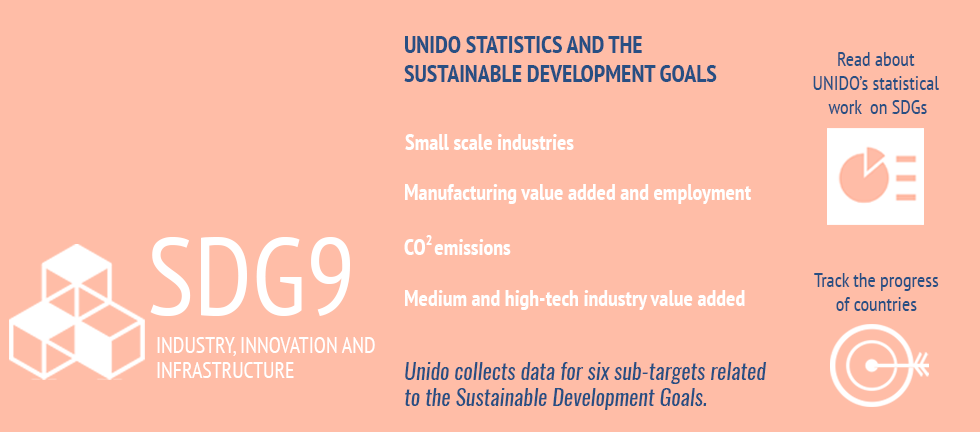 UNIDO STATISTICS AND THE
SUSTAINABLE DEVELOPMENT GOALS
Small scale industries
Manufacturing value added and employment
CO² emissions
Medium and high-tech industry value added
Unido collects data for six sub-targets related
to the Sustainable Development Goals.
SDG9
INDUSTRY, INNOVATION AND
INFRASTRUCTURE
Read about
UNIDO's statistical
work on SDGs
Track the progress
of countries